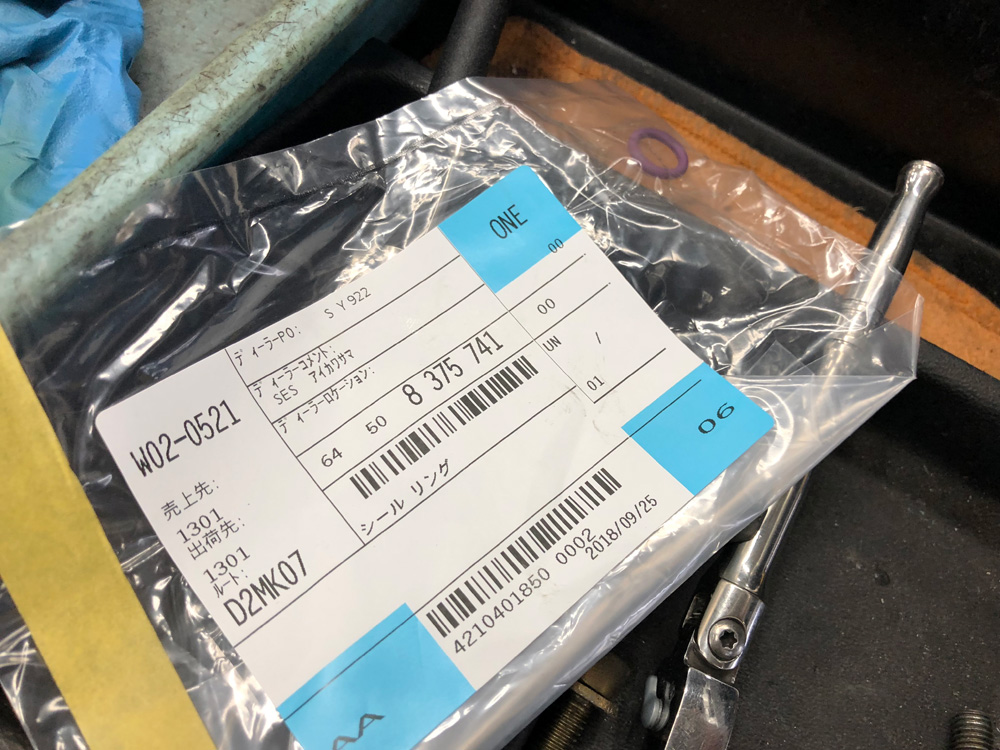 ONE
00
ディーラーPO: SY922
ディーラーコメント:
SES アイカワサマ
ディーラーロケーション:
00
UN /
64 50 8 375 741
01
W02-0521
シールリング
06
売上先:
1301
出荷先:
1301
ルート:
D2MK07
4210401850 0002
2018/09/25
AA